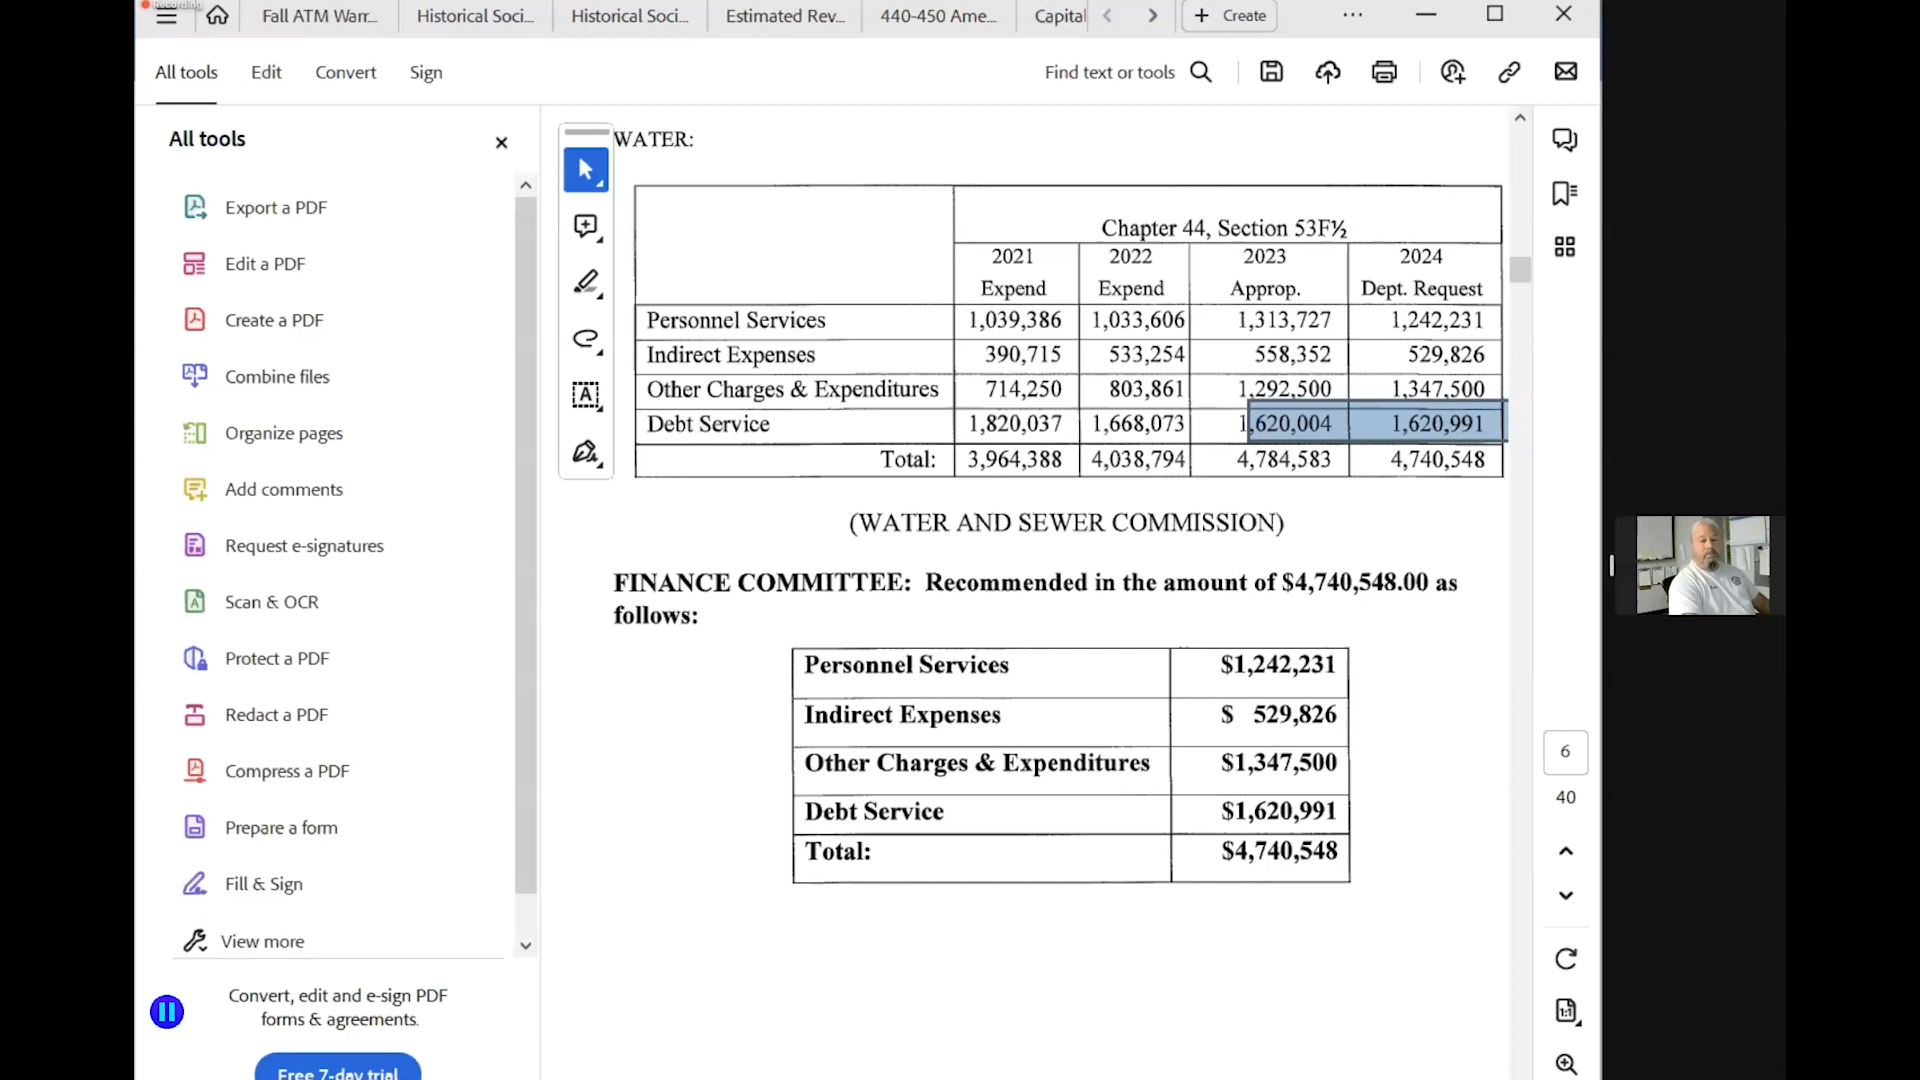 Recording
Fall ATM Warr...
Historical Soci...
Historical Soci...
Estimated Rev...
440-450 Ame...
Capital
Create
All tools
Edit
Convert
Sign
Find text or tools
All tools
Export a PDF
Edit a PDF
Create a PDF
Combine files
Organize pages
Add comments
Request e-signatures
Scan & OCR
Protect a PDF
Redact a PDF
Compress a PDF
Prepare a form
Fill & Sign
View more
Convert, edit and e-sign PDF
forms & agreements.
Free 7-day trial
WATER:
Chapter 44, Section 53F½
2021 2022 2023 2024
Expend Expend Approp. Dept. Request
Personnel Services 1,039,386 1,033,606 1,313,727 1,242,231
Indirect Expenses 390,715 533,254 558,352 529,826
Other Charges & Expenditures 714,250 803,861 1,292,500 1,347,500
Debt Service 1,820,037 1,668,073 1,620,004 1,620,991
Total: 3,964,388 4,038,794 4,784,583 4,740,548
(WATER AND SEWER COMMISSION)
FINANCE COMMITTEE: Recommended in the amount of $4,740,548.00 as
follows:
Personnel Services $1,242,231
Indirect Expenses $ 529,826
Other Charges & Expenditures $1,347,500
Debt Service $1,620,991
Total: $4,740,548
6
40